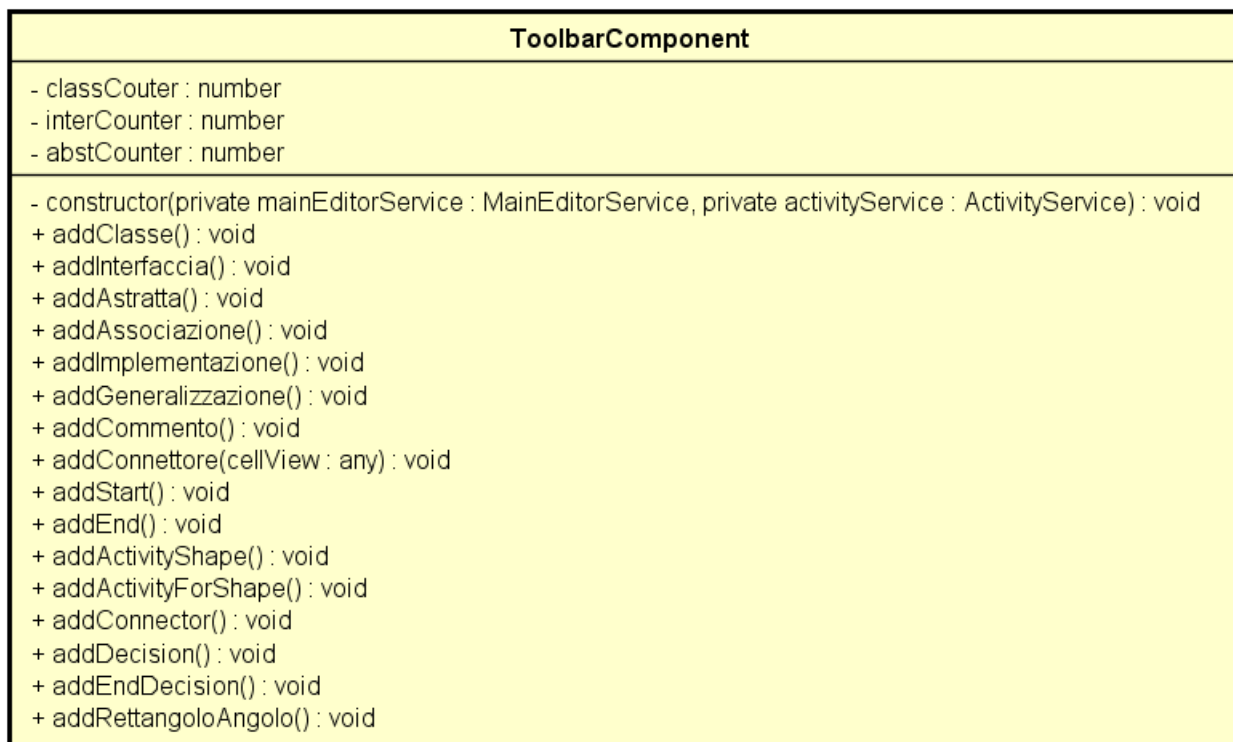 ToolbarComponent
- classCouter : number
- interCounter : number
- abstCounter : number
- constructor(private mainEditorService : MainEditorService, private activityService : ActivityService) : void
+ addClasse() : void
+ addInterfaccia() : void
+ addAstratta() : void
+ addAssociazione() : void
+ addImplementazione() : void
+ addGeneralizzazione() : void
+ addCommento() : void
+ addConnettore(cellView : any) : void
+ addStart() : void
+ addEnd() : void
+ addActivityShape() : void
+ addActivityForShape() : void
+ addConnector() : void
+ addDecision() : void
+ addEndDecision() : void
+ addRettangoloAngolo() : void